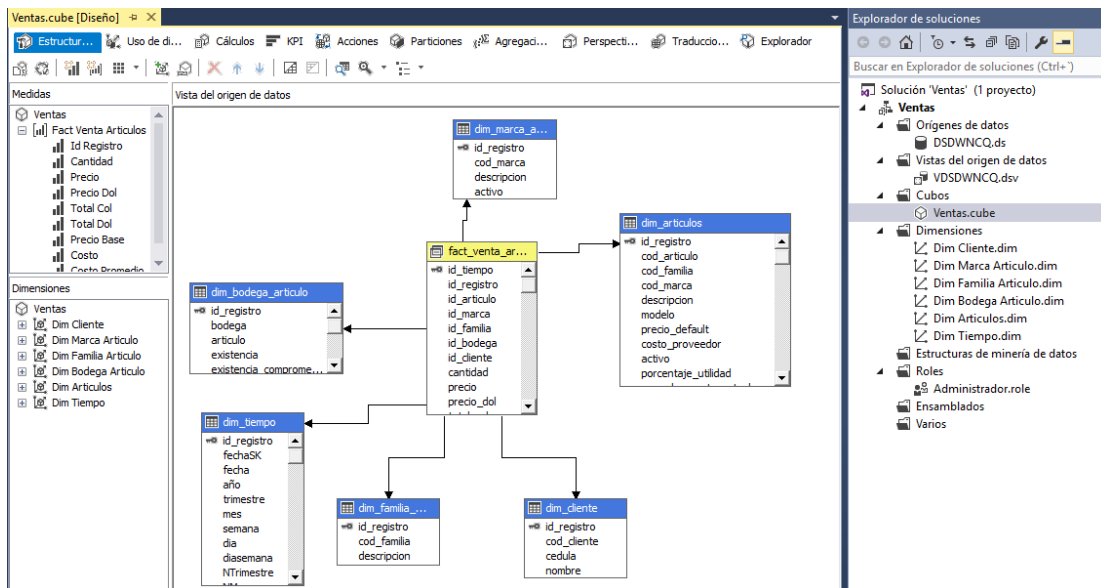 Ventas.cube [Diseño]
Estructur...
Uso de di...
Cálculos
KPI
Acciones
Particiones
Agregaci...
Perspecti...
Traduccio...
Explorador
Medidas
Ventas
Fact Venta Articulos
Id Registro
Cantidad
Precio
Precio Dol
Total Col
Total Dol
Precio Base
Costo
Costo Promedio
Dimensiones
Ventas
Dim Cliente
Dim Marca Articulo
Dim Familia Articulo
Dim Bodega Articulo
Dim Articulos
Dim Tiempo
Vista del origen de datos
dim_marca_a...
id_registro
cod_marca
descripcion
activo
dim_articulos
id_registro
cod_articulo
cod_familia
cod_marca
descripcion
modelo
precio_default
costo_proveedor
activo
porcentaje_utilidad
fact_venta_ar...
id_tiempo
id_registro
id_articulo
id_marca
id_familia
id_bodega
id_cliente
cantidad
precio
precio_dol
dim_bodega_articulo
id_registro
bodega
articulo
existencia
existencia_comprome...
dim_tiempo
id_registro
fechaSK
fecha
año
trimestre
mes
semana
dia
diasemana
NTrimestre
dim_familia_...
id_registro
cod_familia
descripcion
dim_cliente
id_registro
cod_cliente
cedula
nombre
Explorador de soluciones
Buscar en Explorador de soluciones (Ctrl+`)
Solución 'Ventas' (1 proyecto)
Ventas
Orígenes de datos
DSDWNCQ.ds
Vistas del origen de datos
VDSDWNCQ.dsv
Cubos
Ventas.cube
Dimensiones
Dim Cliente.dim
Dim Marca Articulo.dim
Dim Familia Articulo.dim
Dim Bodega Articulo.dim
Dim Articulos.dim
Dim Tiempo.dim
Estructuras de minería de datos
Roles
Administrador.role
Ensamblados
Varios